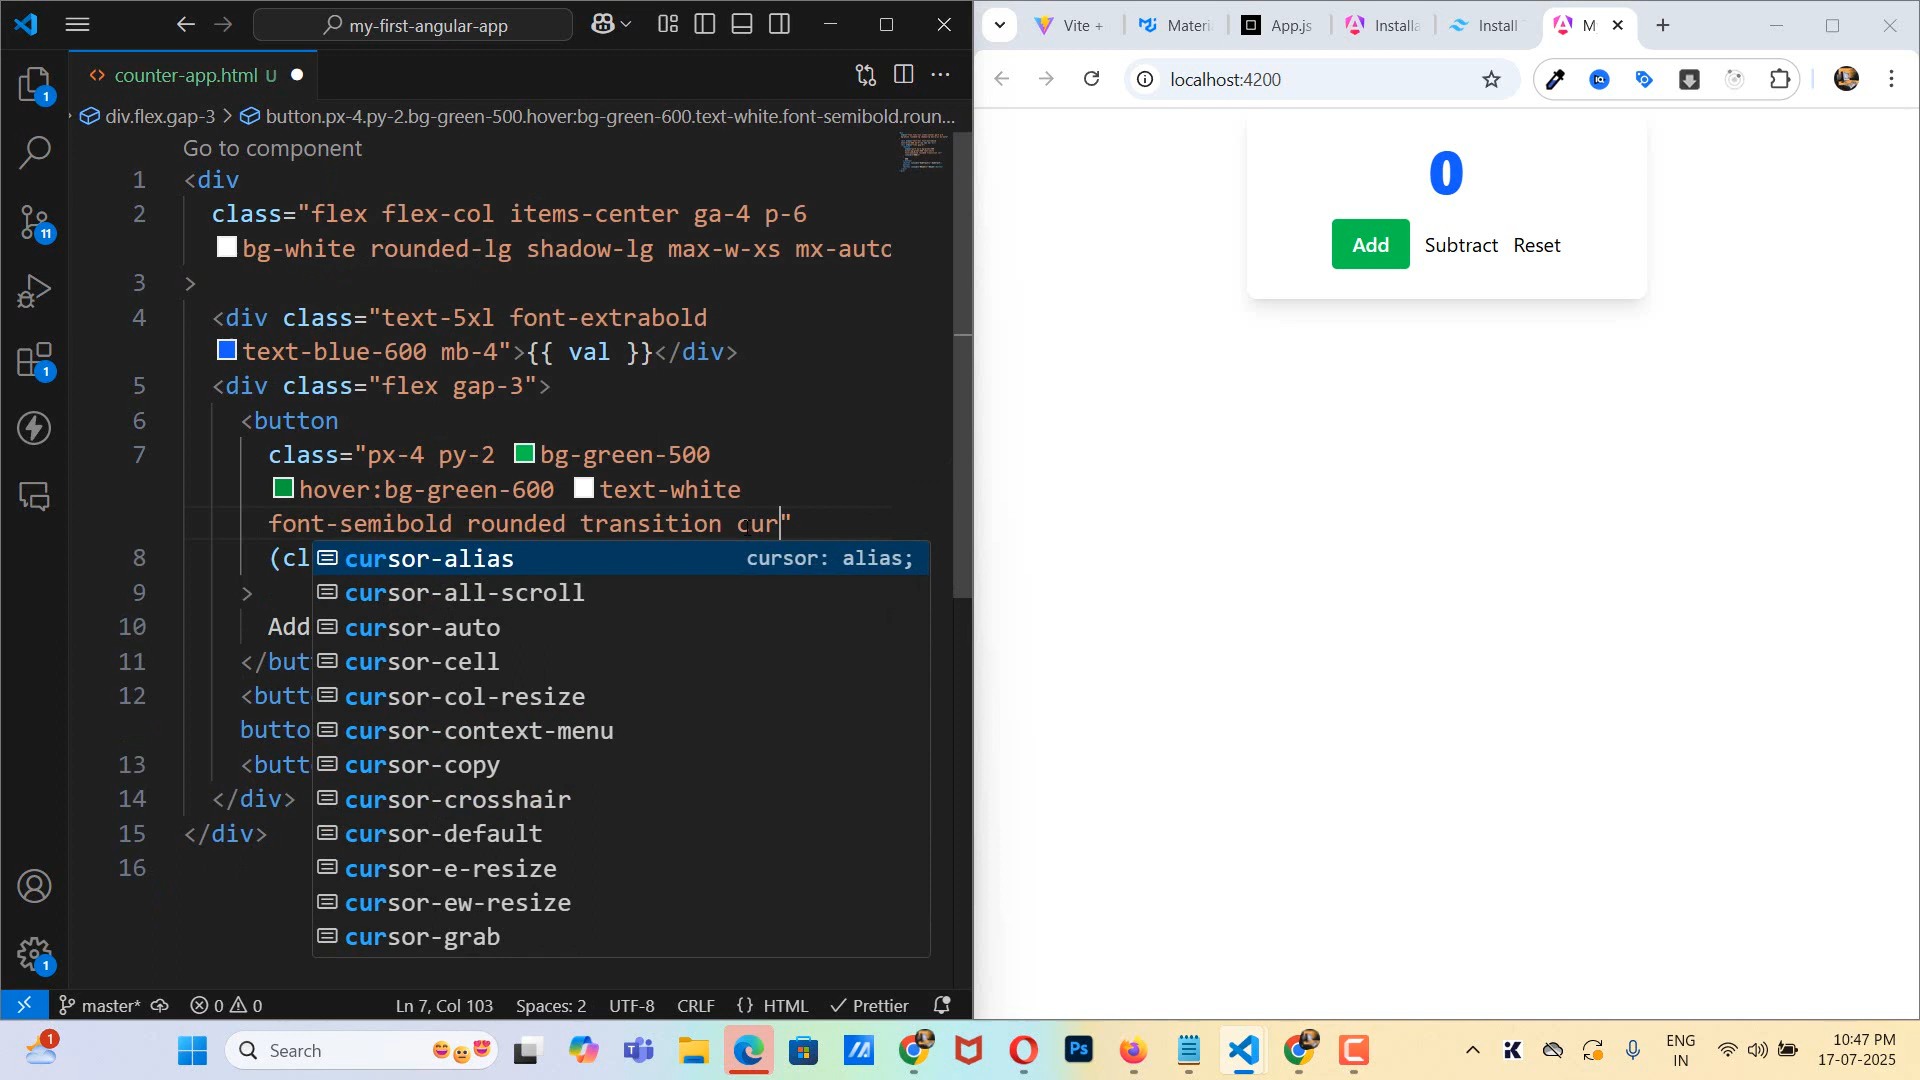 my-first-angular-app
counter-app.html U
div.flex.gap-3 > button.px-4.py-2.bg-green-500.hover:bg-green-600.text-white.font-semibold.roun...
Go to component
1 <div
2 class="flex flex-col items-center ga-4 p-6
bg-white rounded-lg shadow-lg max-w-xs mx-auto
3 >
4 <div class="text-5xl font-extrabold
text-blue-600 mb-4">{{ val }}</div>
5 <div class="flex gap-3">
6 <button
7 class="px-4 py-2 bg-green-500
hover:bg-green-600 text-white
font-semibold rounded transition cur"
8 (cl
9 >
10 Add
11 </butt
12 <butt
butto
13 <butt
14 </div>
15 </div>
16
cursor-alias cursor: alias;
cursor-all-scroll
cursor-auto
cursor-cell
cursor-col-resize
cursor-context-menu
cursor-copy
cursor-crosshair
cursor-default
cursor-e-resize
cursor-ew-resize
cursor-grab
1
11
1
1
master* 0 0 Ln 7, Col 103 Spaces: 2 UTF-8 CRLF {} HTML Prettier
Vite + Materi App.js Installa Install M
localhost:4200
0
Add Subtract Reset
1
Search
Ps
ENG
IN
10:47 PM
17-07-2025